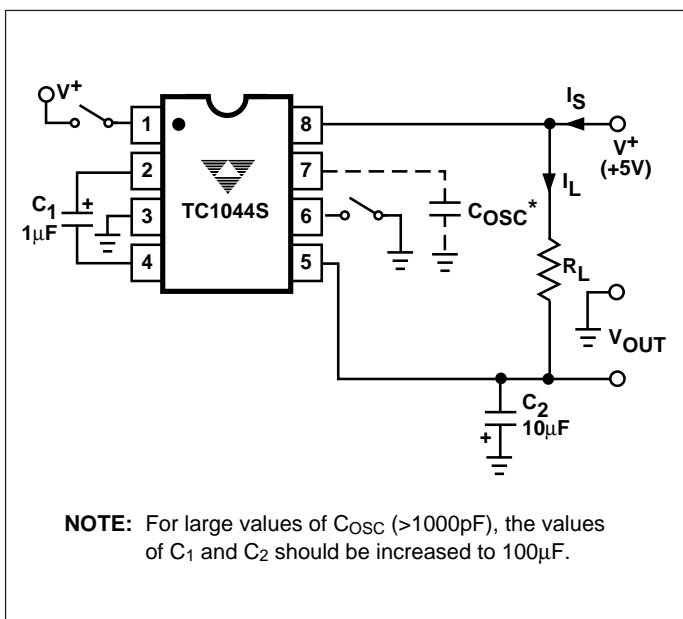 V+
1
2
3
4
8
7
6
5
TC1044S
C1
+
1µF
COSC*
IS
V+
(+5V)
IL
RL
VOUT
C2
10µF
+
NOTE: For large values of COSC (>1000pF), the values
of C1 and C2 should be increased to 100µF.